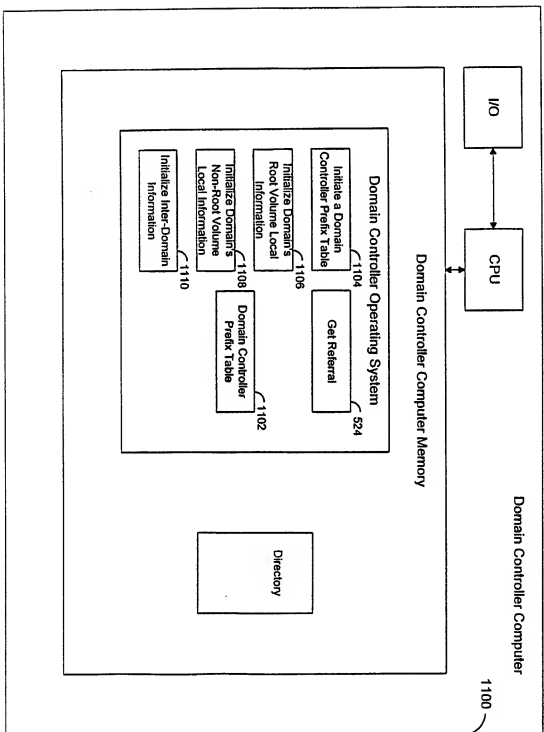 Domain Controller Computer
1100
I/O
CPU
Domain Controller Computer Memory
Domain Controller Operating System
Initiate a Domain
Controller Prefix Table
1104
Get Referral
524
Initialize Domain's
Root Volume Local
Information
1106
Initialize Domain's
Non-Root Volume
Local Information
1108
Domain Controller
Prefix Table
1102
Initialize Inter-Domain
Information
1110
Directory